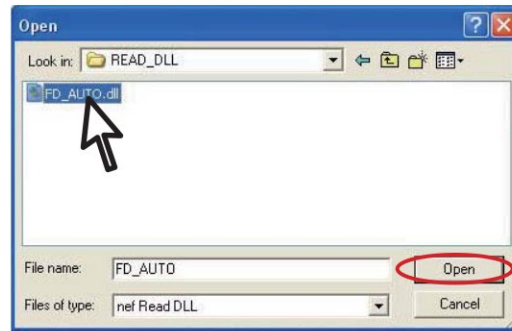 Open
Look in: READ_DLL
FD_AUTO.dll
File name: FD_AUTO Open
Files of type: nef Read DLL Cancel